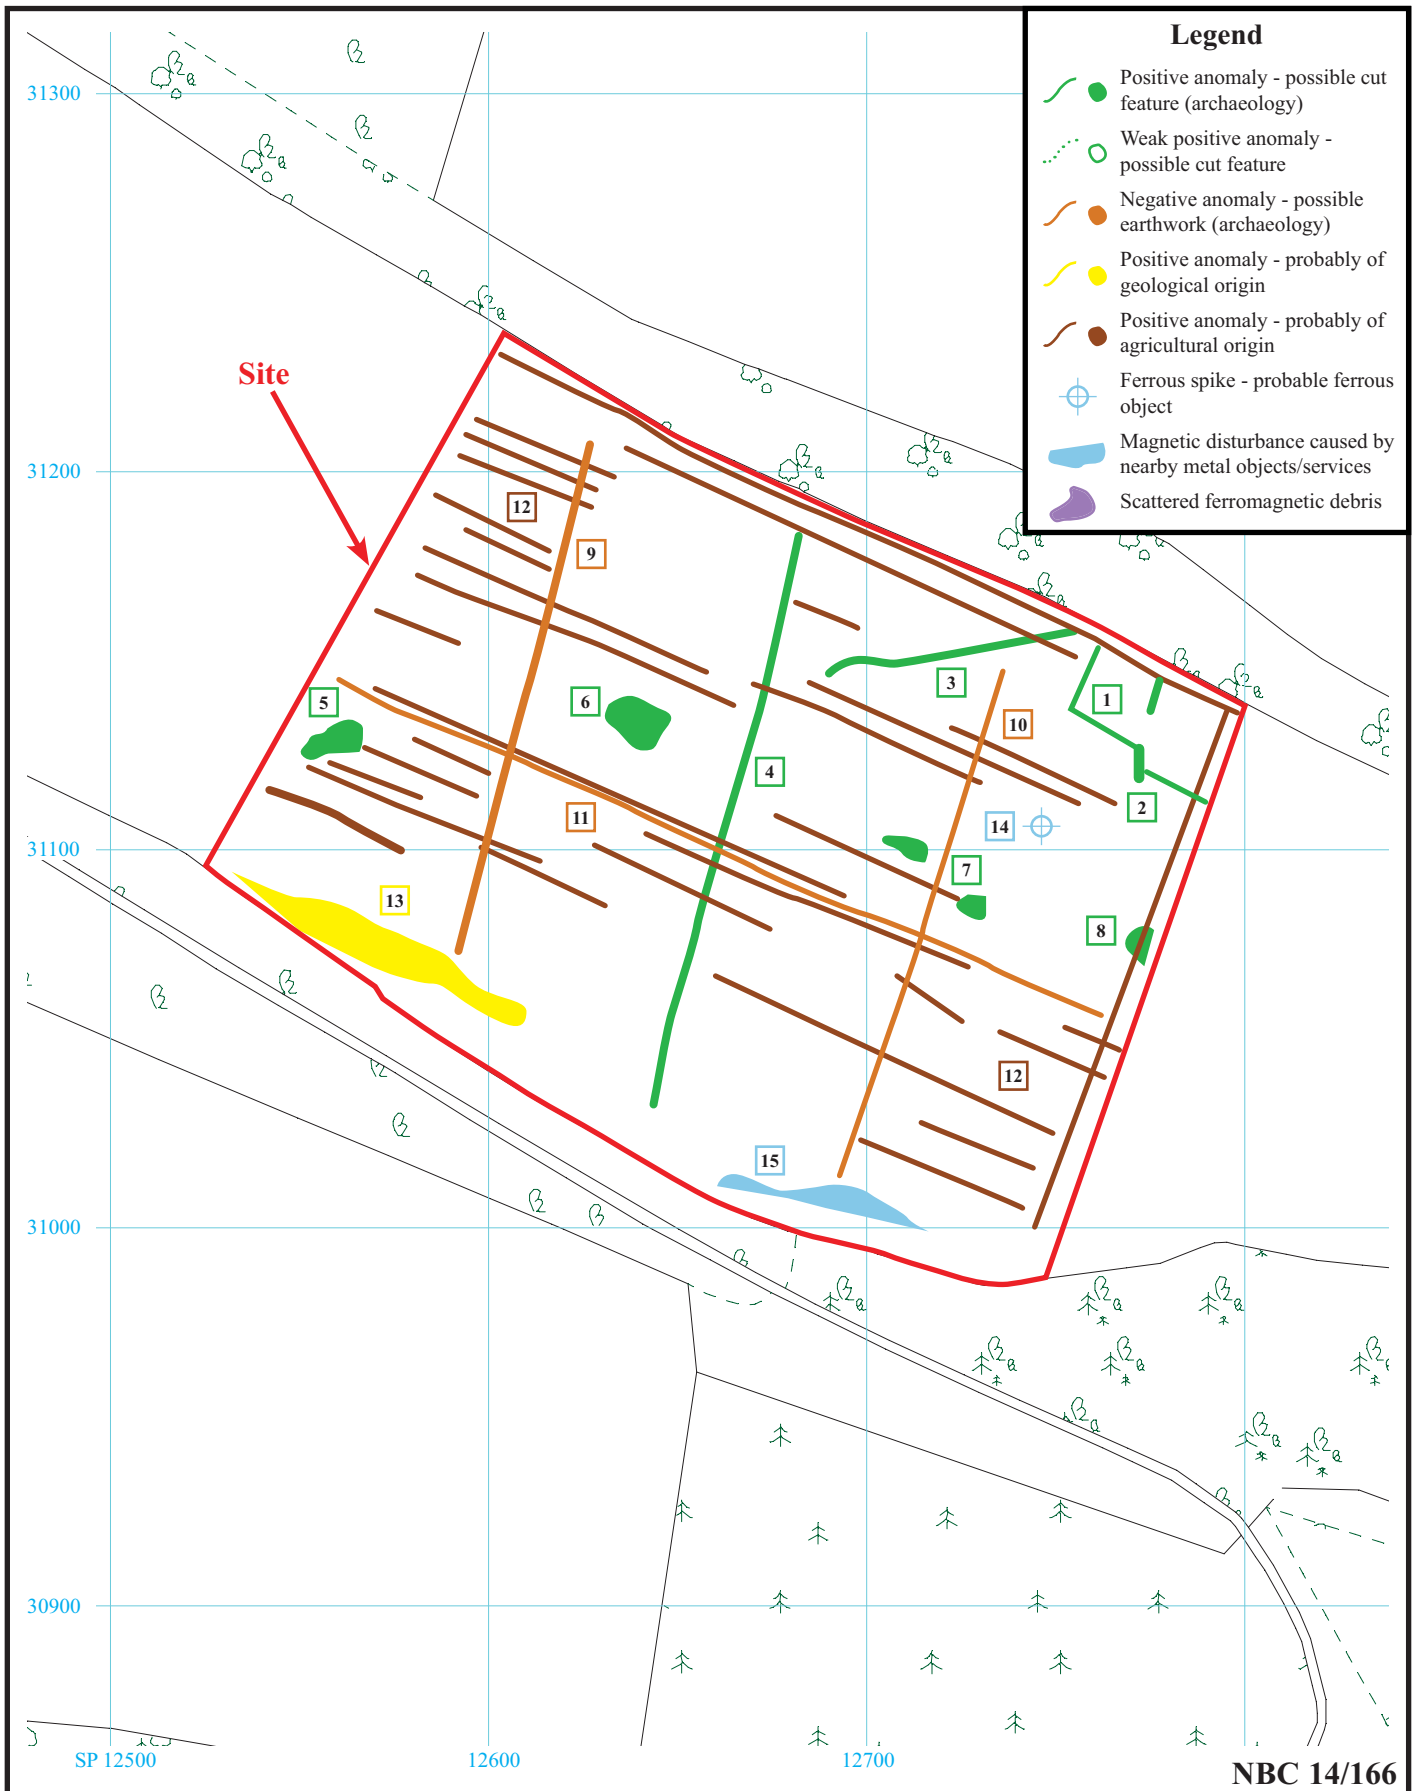 Legend
Positive anomaly - possible cut
feature (archaeology)
Weak positive anomaly -
possible cut feature
Negative anomaly - possible
earthwork (archaeology)
Positive anomaly - probably of
geological origin
Positive anomaly - probably of
agricultural origin
Ferrous spike - probable ferrous
object
Magnetic disturbance caused by
nearby metal objects/services
Scattered ferromagnetic debris
31300
Site
31200
12
9
3
5
6
1
10
4
2
11
14
31100
7
13
8
12
15
31000
30900
SP 12500
12600
12700
NBC 14/166